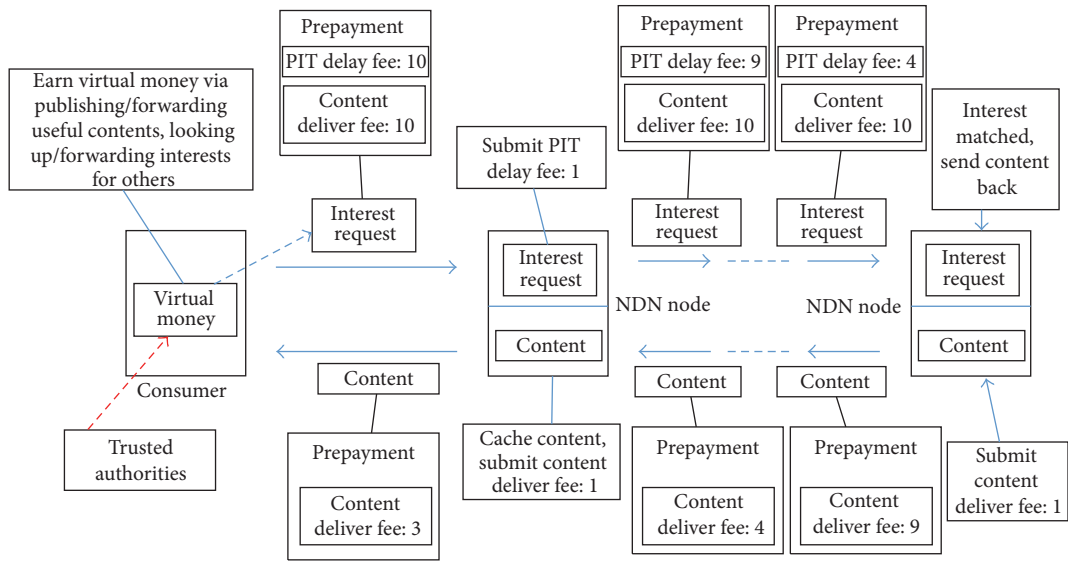 Earn virtual money via
publishing/forwarding
useful contents, looking
up/forwarding interests
for others
Prepayment
PIT delay fee: 10
Content
deliver fee: 10
Interest
request
Submit PIT
delay fee: 1
Prepayment
PIT delay fee: 9
Content
deliver fee: 10
Interest
request
Prepayment
PIT delay fee: 4
Content
deliver fee: 10
Interest
request
Interest
matched,
send content
back
Virtual
money
Consumer
Trusted
authorities
Interest
request
NDN node
Content
NDN node
Interest
request
Content
Content
Prepayment
Content
deliver fee: 3
Cache content,
submit content
deliver fee: 1
Content
Prepayment
Content
deliver fee: 4
Content
Prepayment
Content
deliver fee: 9
Submit
content
deliver fee: 1